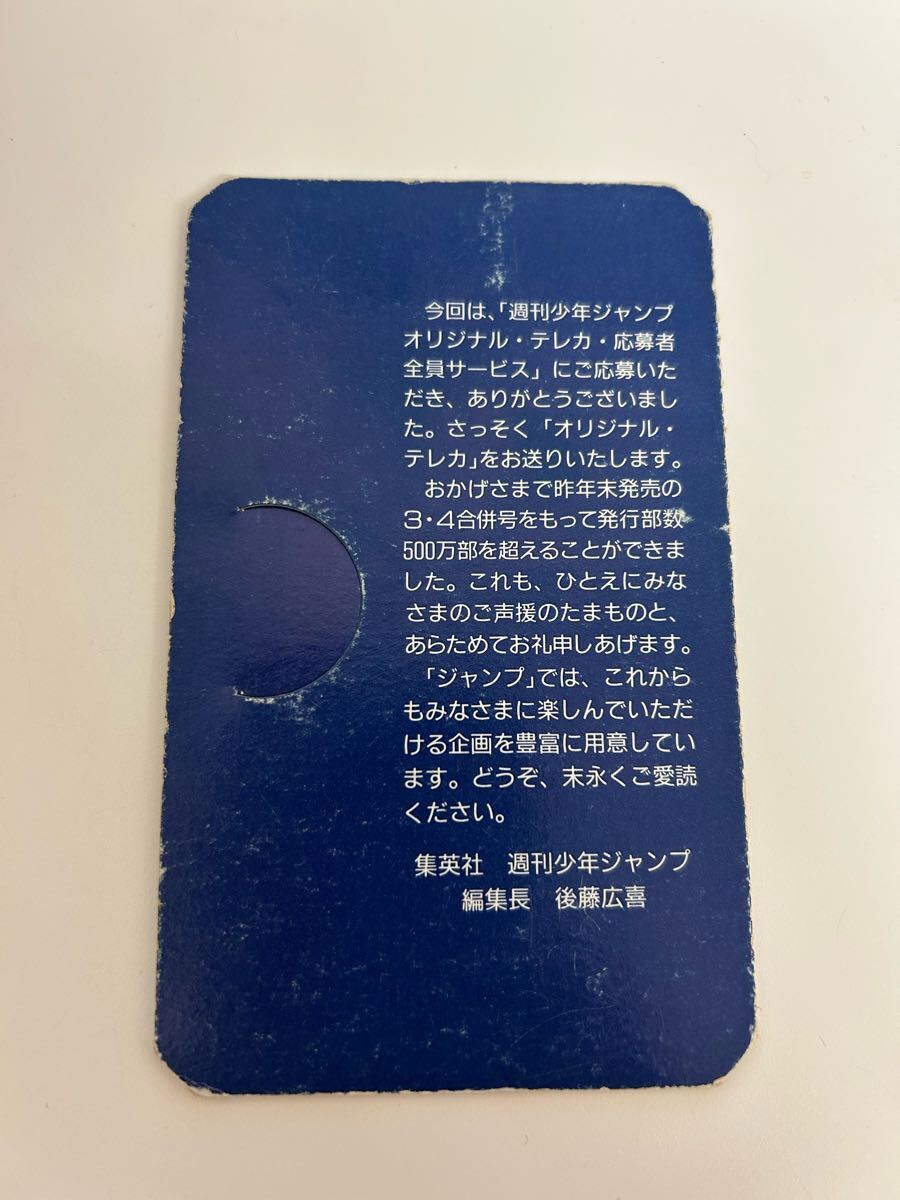 今回は、「週刊少年ジャンプ
オリジナル・テレカ・応募者
全員サービス」にご応募いた
だき、ありがとうございまし
た。さっそく「オリジナル・
テレカ」をお送りいたします。
おかげさまで昨年末発売の
3・4合併号をもって発行部数
500万部を超えることができま
した。これも、ひとえにみな
さまのご声援のたまものと、
あらためてお礼申しあげます。
「ジャンプ」では、これから
もみなさまに楽しんでいただ
ける企画を豊富に用意してい
ます。どうぞ、末永くご愛読
ください。
集英社　週刊少年ジャンプ
編集長　後藤広喜